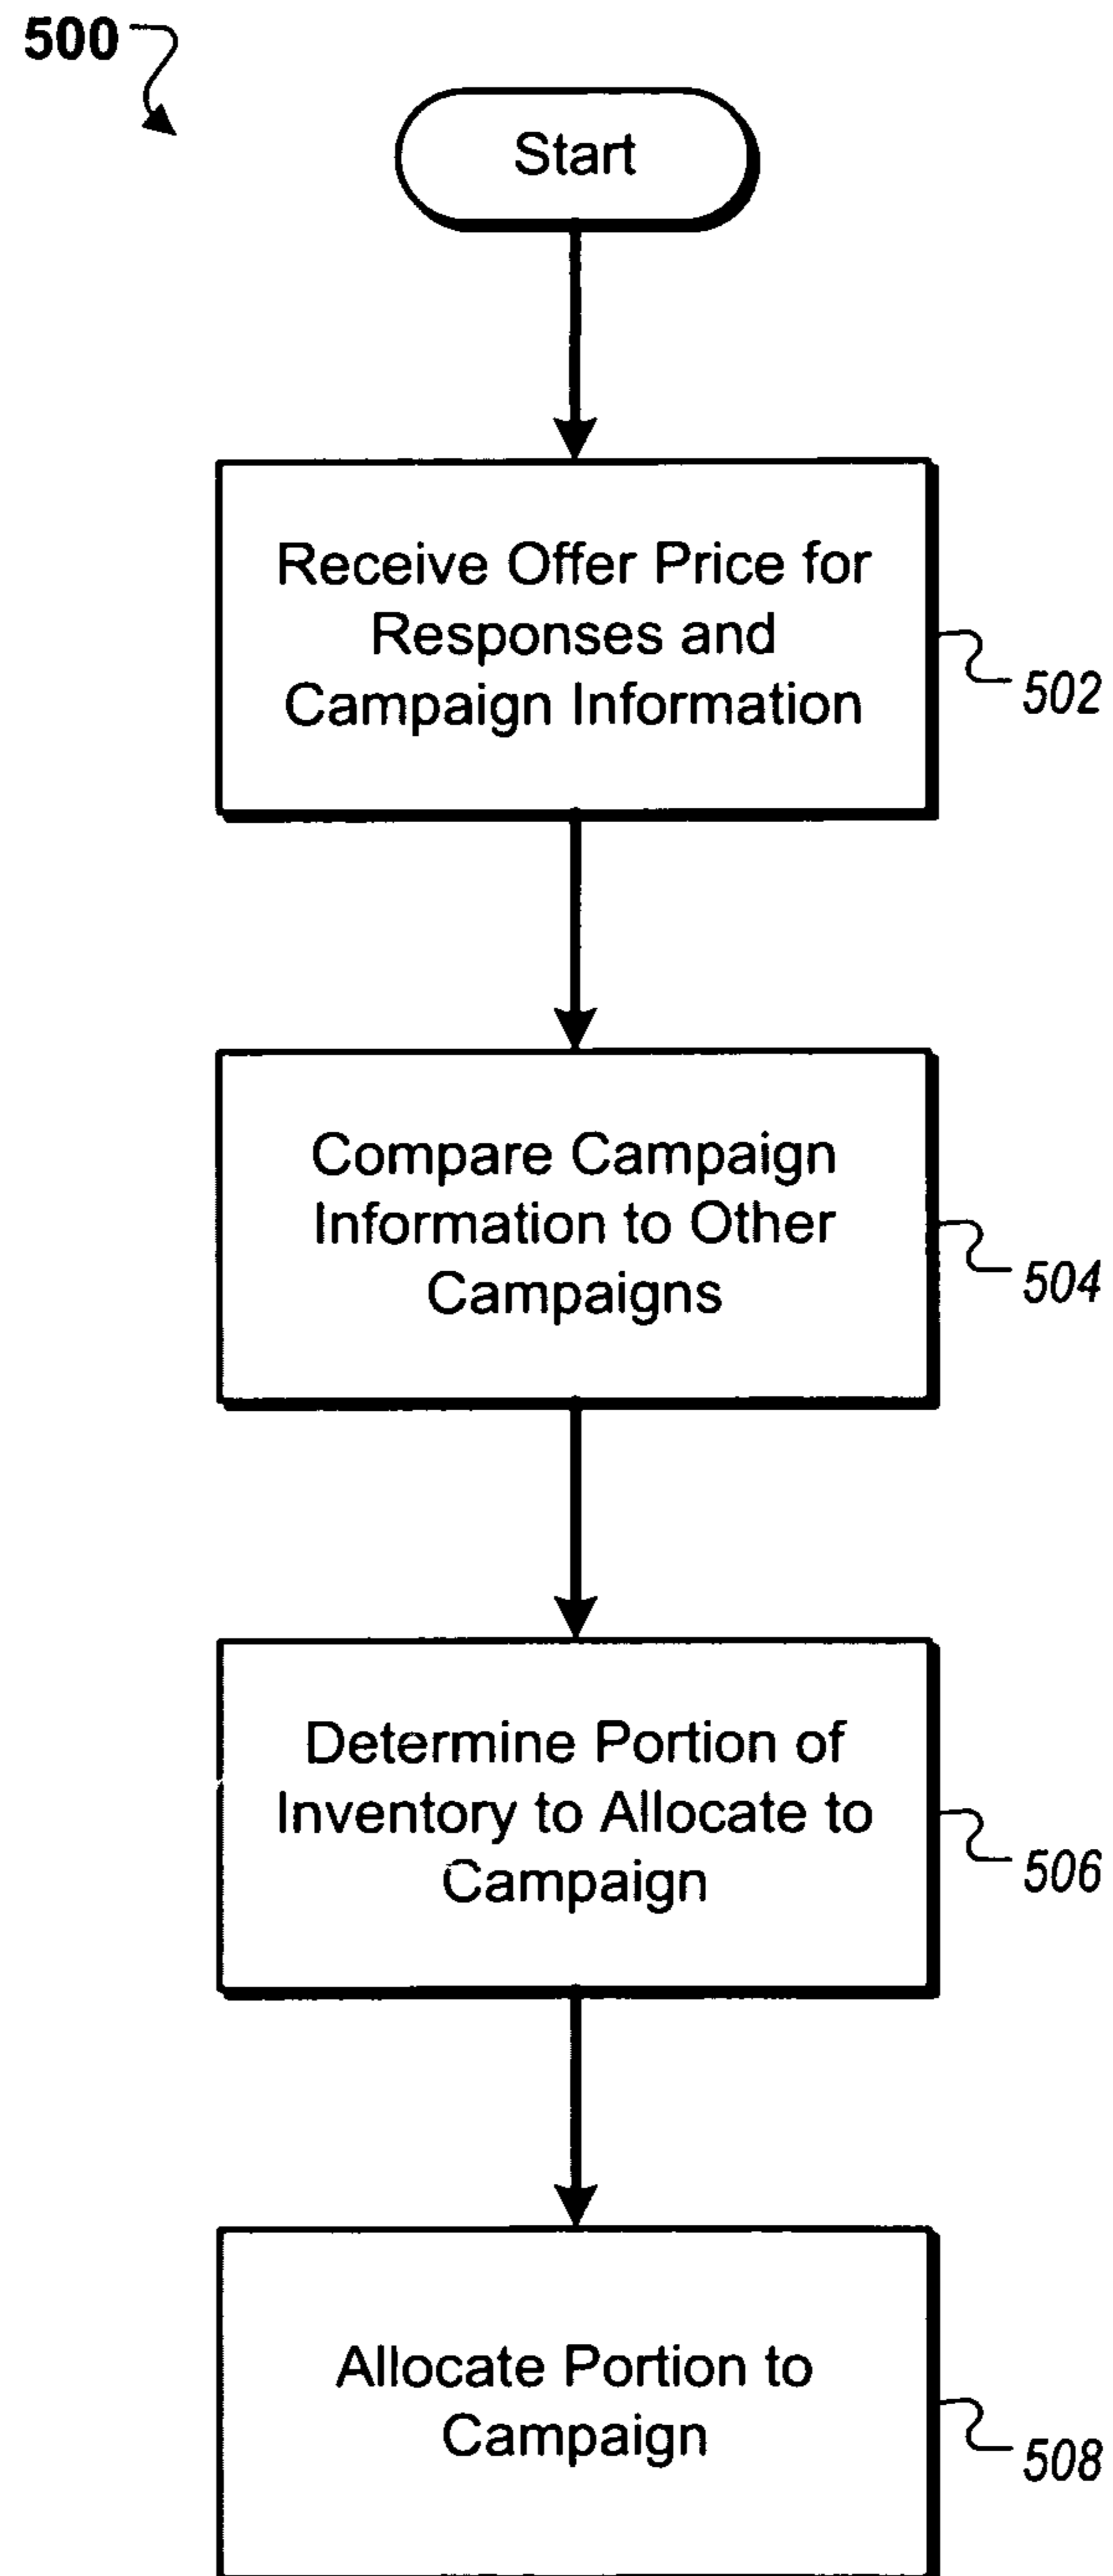 500
Start
Receive Offer Price for
Responses and
Campaign Information
502
Compare Campaign
Information to Other
Campaigns
504
Determine Portion of
Inventory to Allocate to
Campaign
506
Allocate Portion to
Campaign
508